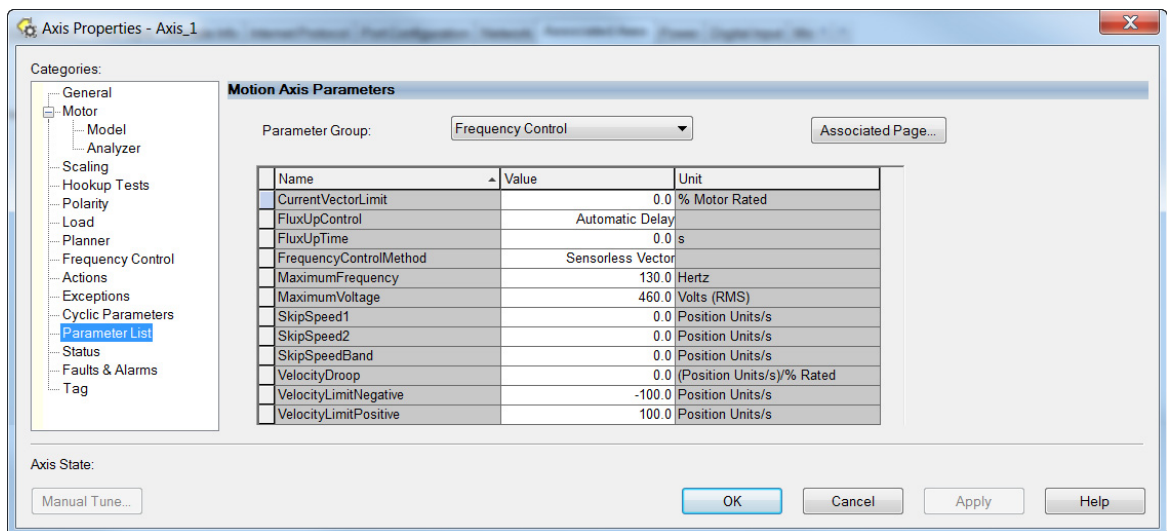 Axis Properties - Axis_1
Categories:
General
Motor
Model
Analyzer
Scaling
Hookup Tests
Polarity
Load
Planner
Frequency Control
Actions
Exceptions
Cyclic Parameters
Parameter List
Status
Faults & Alarms
Tag
Motion Axis Parameters
Parameter Group: Frequency Control Associated Page...
Name Value Unit
CurrentVectorLimit 0.0 % Motor Rated
FluxUpControl Automatic Delay
FluxUpTime 0.0 s
FrequencyControlMethod Sensorless Vector
MaximumFrequency 130.0 Hertz
MaximumVoltage 460.0 Volts (RMS)
SkipSpeed1 0.0 Position Units/s
SkipSpeed2 0.0 Position Units/s
SkipSpeedBand 0.0 Position Units/s
VelocityDroop 0.0 (Position Units/s)/% Rated
VelocityLimitNegative -100.0 Position Units/s
VelocityLimitPositive 100.0 Position Units/s
Axis State:
Manual Tune... OK Cancel Apply Help